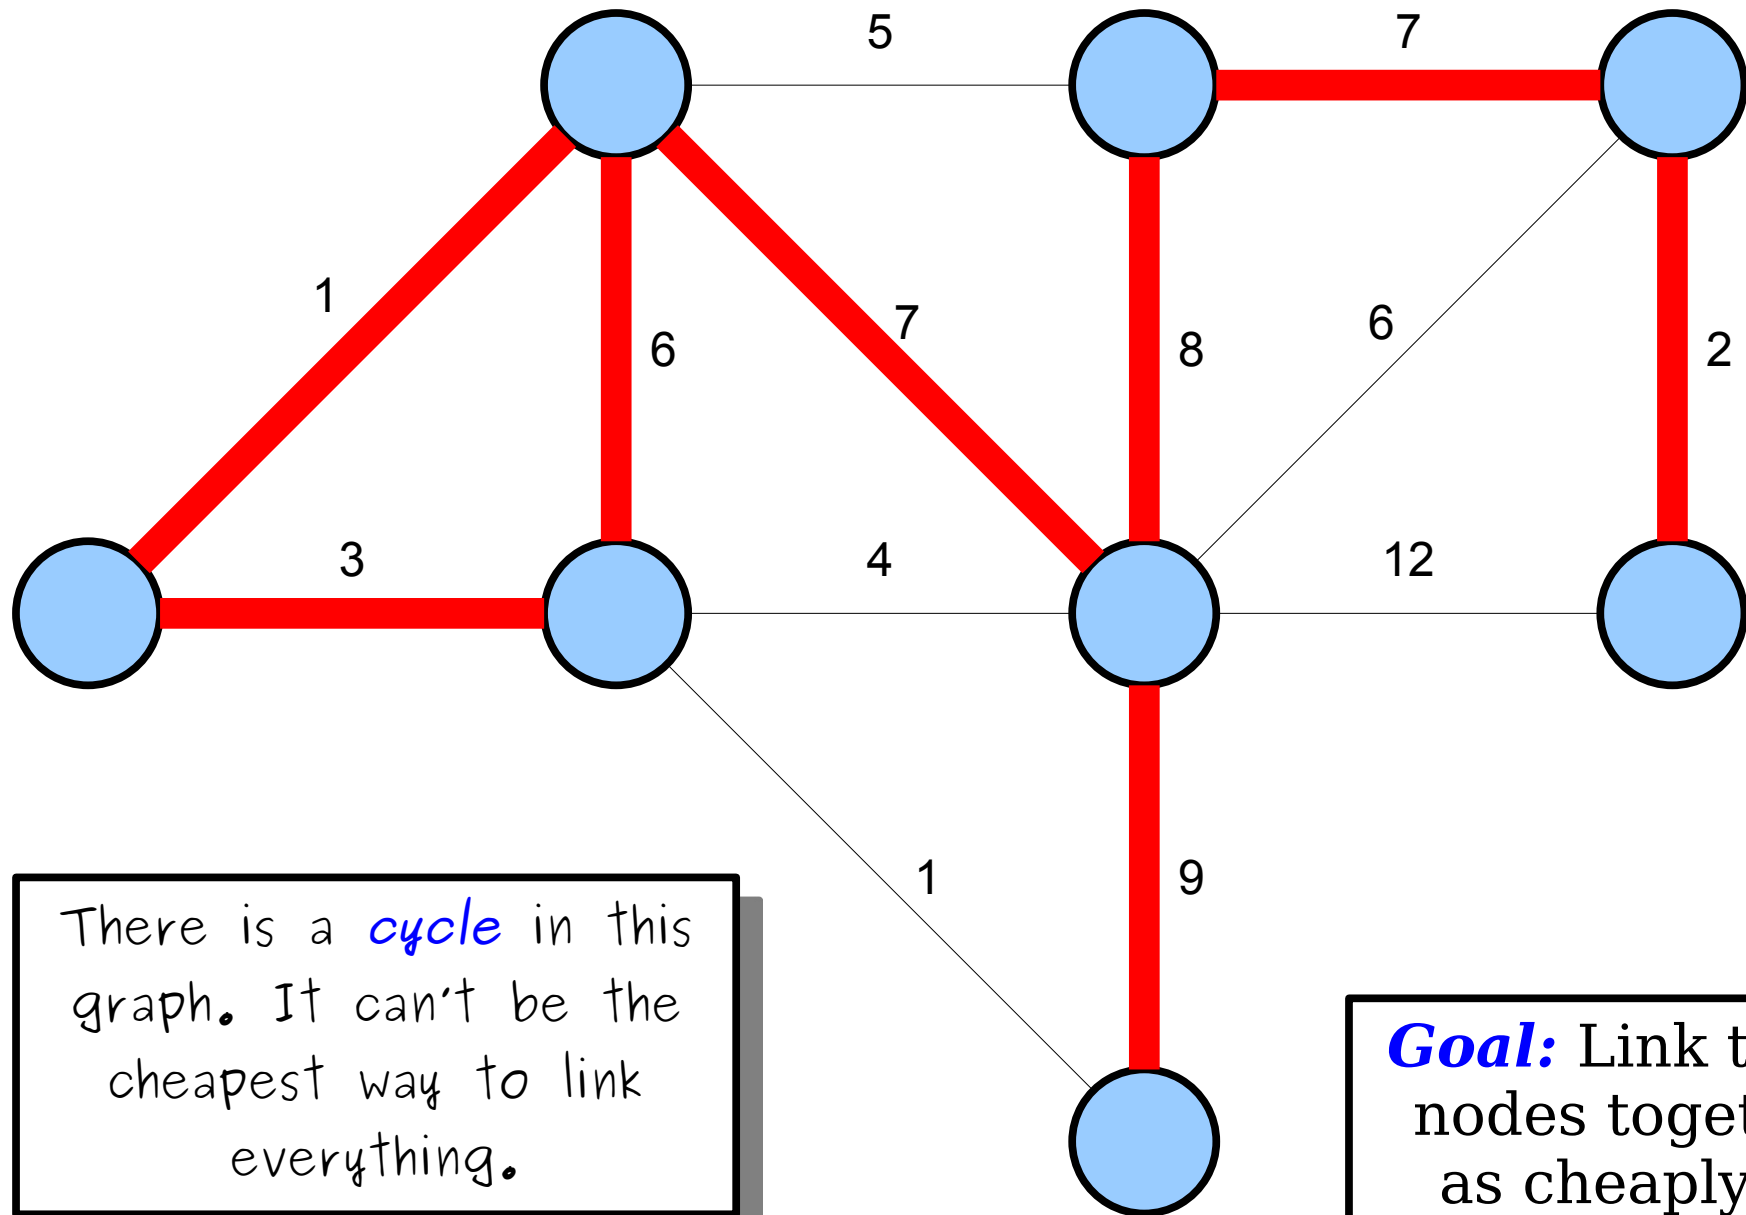 5
7
1
6
7
8
6
2
3
4
12
1
9
There is a cycle in this
graph. It can't be the
cheapest way to link
everything.
Goal: Link
nodes
as cheaply